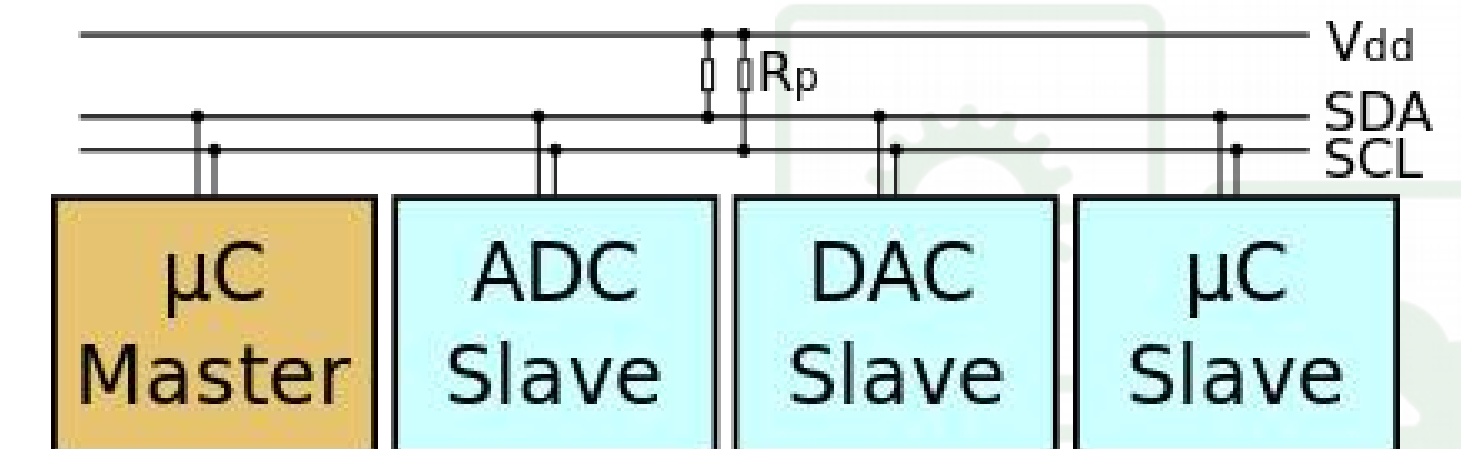 Vdd
Rp
SDA
SCL
µC
Master
ADC
Slave
DAC
Slave
µC
Slave